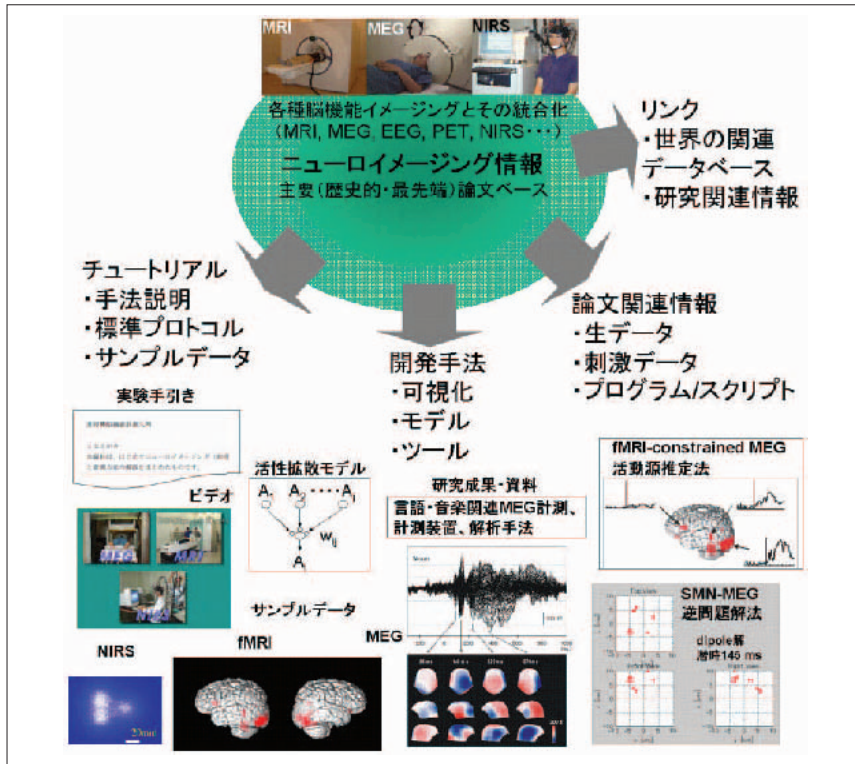 MRI
MEG
NIRS
各種脳機能イメージングとその統合化
(MRI, MEG, EEG, PET, NIRS･･･)
ニューロイメージング情報
主要(歴史的・最先端)論文ベース
リンク
・世界の関連
データベース
・研究関連情報
チュートリアル
・手法説明
・標準プロトコル
・サンプルデータ
開発手法
・可視化
・モデル
・ツール
論文関連情報
・生データ
・刺激データ
・プログラム/スクリプト
実験手引き
ビデオ
MEG
MRI
活性拡散モデル
A1 A2 ････ Aj
wij
Ai
研究成果・資料
言語・音楽関連MEG計測、
計測装置、解析手法
fMRI-constrained MEG
活動源推定法
サンプルデータ
NIRS
20mm
fMRI
MEG
SMN-MEG
逆問題解法
dipole解
潜時145 ms